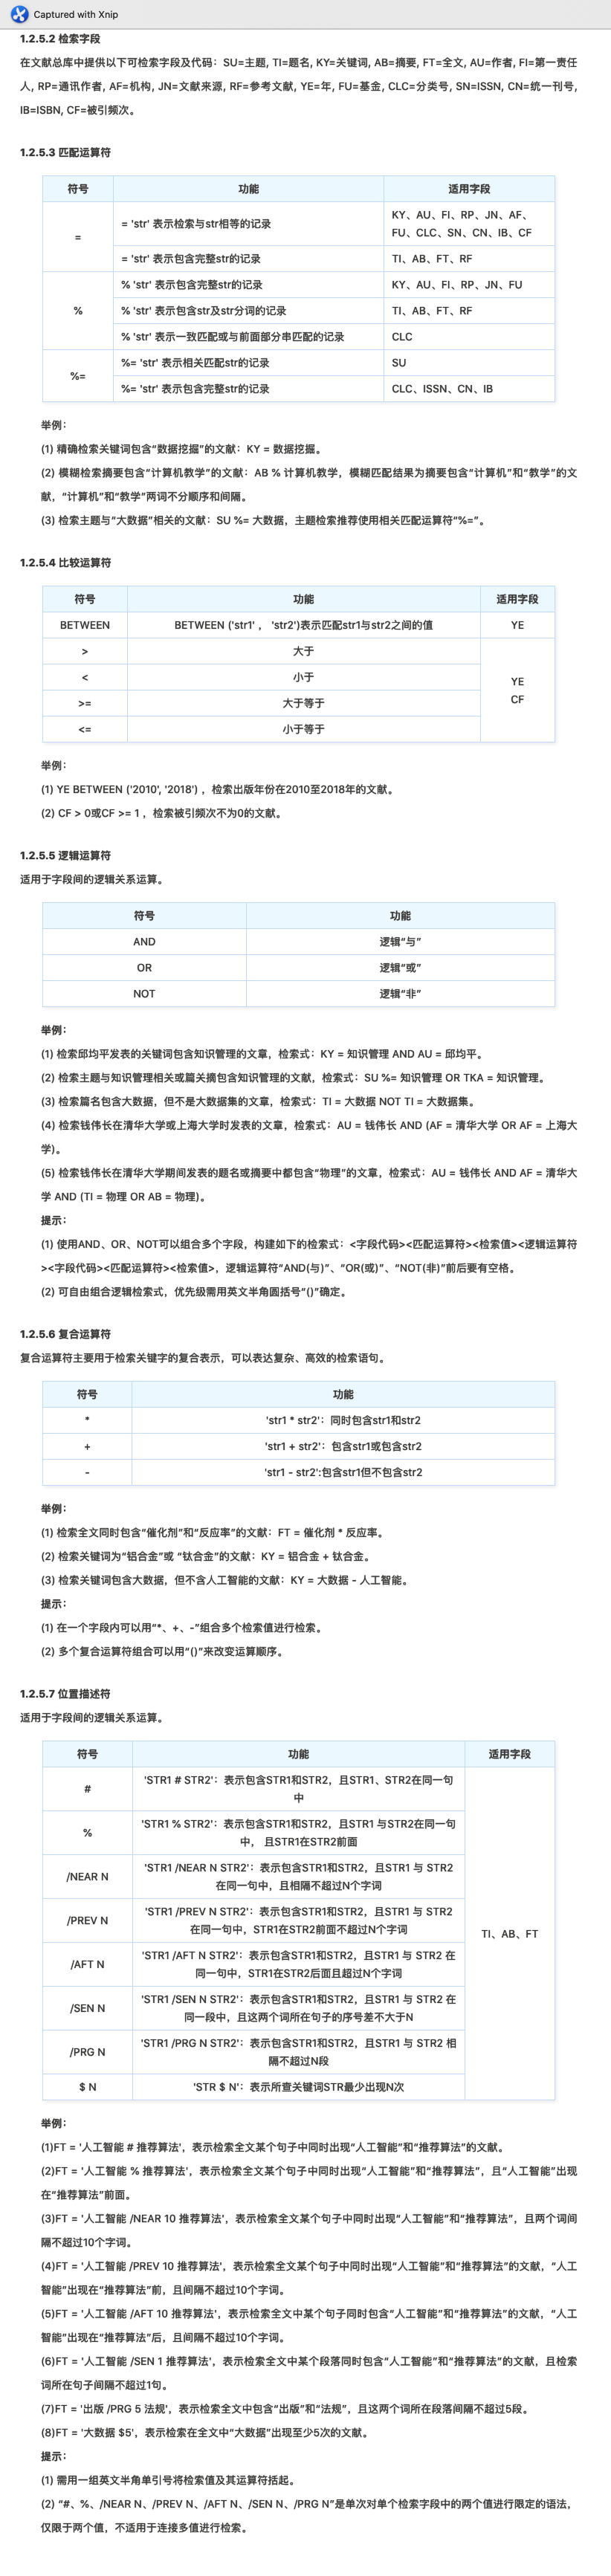 Captured with Xnip
1.2.5.2 检索字段
在文献总库中提供以下可检索字段及代码：SU=主题, TI=题名, KY=关键词, AB=摘要, FT=全文, AU=作者, FI=第一责任
人, RP=通讯作者, AF=机构, JN=文献来源, RF=参考文献, YE=年, FU=基金, CLC=分类号, SN=ISSN, CN=统一刊号,
IB=ISBN, CF=被引频次。
1.2.5.3 匹配运算符
符号 功能 适用字段
= = 'str' 表示检索与str相等的记录 KY、AU、FI、RP、JN、AF、
FU、CLC、SN、CN、IB、CF
= 'str' 表示包含完整str的记录 TI、AB、FT、RF
% % 'str' 表示包含完整str的记录 KY、AU、FI、RP、JN、FU
% 'str' 表示包含str及str分词的记录 TI、AB、FT、RF
% 'str' 表示一致匹配或与前面部分串匹配的记录 CLC
%= %= 'str' 表示相关匹配str的记录 SU
%= 'str' 表示包含完整str的记录 CLC、ISSN、CN、IB
举例：
(1) 精确检索关键词包含“数据挖掘”的文献：KY = 数据挖掘。
(2) 模糊检索摘要包含“计算机教学”的文献：AB % 计算机教学，模糊匹配结果为摘要包含“计算机”和“教学”的文
献，“计算机”和“教学”两词不分顺序和间隔。
(3) 检索主题与“大数据”相关的文献：SU %= 大数据，主题检索推荐使用相关匹配运算符“%=”。
1.2.5.4 比较运算符
符号 功能 适用字段
BETWEEN BETWEEN ('str1' ， 'str2')表示匹配str1与str2之间的值 YE
> 大于 YE
CF
< 小于
>= 大于等于
<= 小于等于
举例：
(1) YE BETWEEN ('2010', '2018') ，检索出版年份在2010至2018年的文献。
(2) CF > 0或CF >= 1 ，检索被引频次不为0的文献。
1.2.5.5 逻辑运算符
适用于字段间的逻辑关系运算。
符号 功能
AND 逻辑“与”
OR 逻辑“或”
NOT 逻辑“非”
举例：
(1) 检索邱均平发表的关键词包含知识管理的文章，检索式：KY = 知识管理 AND AU = 邱均平。
(2) 检索主题与知识管理相关或篇关摘包含知识管理的文献，检索式：SU %= 知识管理 OR TKA = 知识管理。
(3) 检索篇名包含大数据，但不是大数据集的文章，检索式：TI = 大数据 NOT TI = 大数据集。
(4) 检索钱伟长在清华大学或上海大学时发表的文章，检索式：AU = 钱伟长 AND (AF = 清华大学 OR AF = 上海大
学)。
(5) 检索钱伟长在清华大学期间发表的题名或摘要中都包含“物理”的文章，检索式：AU = 钱伟长 AND AF = 清华大
学 AND (TI = 物理 OR AB = 物理)。
提示：
(1) 使用AND、OR、NOT可以组合多个字段，构建如下的检索式：<字段代码><匹配运算符><检索值><逻辑运算符
><字段代码><匹配运算符><检索值>，逻辑运算符“AND(与)”、“OR(或)”、“NOT(非)”前后要有空格。
(2) 可自由组合逻辑检索式，优先级需用英文半角圆括号“()”确定。
1.2.5.6 复合运算符
复合运算符主要用于检索关键字的复合表示，可以表达复杂、高效的检索语句。
符号 功能
* 'str1 * str2'：同时包含str1和str2
+ 'str1 + str2'：包含str1或包含str2
- 'str1 - str2':包含str1但不包含str2
举例：
(1) 检索全文同时包含“催化剂”和“反应率”的文献：FT = 催化剂 * 反应率。
(2) 检索关键词为“铝合金”或 “钛合金”的文献：KY = 铝合金 + 钛合金。
(3) 检索关键词包含大数据，但不含人工智能的文献：KY = 大数据 - 人工智能。
提示：
(1) 在一个字段内可以用“*、+、-”组合多个检索值进行检索。
(2) 多个复合运算符组合可以用“()”来改变运算顺序。
1.2.5.7 位置描述符
适用于字段间的逻辑关系运算。
符号 功能 适用字段
# 'STR1 # STR2'：表示包含STR1和STR2，且STR1、STR2在同一句
中
% 'STR1 % STR2'：表示包含STR1和STR2，且STR1 与STR2在同一句
中， 且STR1在STR2前面
/NEAR N 'STR1 /NEAR N STR2'：表示包含STR1和STR2，且STR1 与 STR2
在同一句中，且相隔不超过N个字词
/PREV N 'STR1 /PREV N STR2'：表示包含STR1和STR2，且STR1 与 STR2
在同一句中，STR1在STR2前面不超过N个字词
TI、AB、FT
/AFT N 'STR1 /AFT N STR2'：表示包含STR1和STR2，且STR1 与 STR2 在
同一句中，STR1在STR2后面且超过N个字词
/SEN N 'STR1 /SEN N STR2'：表示包含STR1和STR2，且STR1 与 STR2 在
同一段中，且这两个词所在句子的序号差不大于N
/PRG N 'STR1 /PRG N STR2'：表示包含STR1和STR2，且STR1 与 STR2 相
隔不超过N段
$ N 'STR $ N'：表示所查关键词STR最少出现N次
举例：
(1)FT = '人工智能 # 推荐算法'，表示检索全文某个句子中同时出现“人工智能”和“推荐算法”的文献。
(2)FT = '人工智能 % 推荐算法'，表示检索全文某个句子中同时出现“人工智能”和“推荐算法”，且“人工智能”出现
在“推荐算法”前面。
(3)FT = '人工智能 /NEAR 10 推荐算法'，表示检索全文某个句子中同时出现“人工智能”和“推荐算法”，且两个词间
隔不超过10个字词。
(4)FT = '人工智能 /PREV 10 推荐算法'，表示检索全文某个句子中同时出现“人工智能”和“推荐算法”的文献，“人工
智能”出现在“推荐算法”前，且间隔不超过10个字词。
(5)FT = '人工智能 /AFT 10 推荐算法'，表示检索全文中某个句子同时包含“人工智能”和“推荐算法”的文献，“人工
智能”出现在“推荐算法”后，且间隔不超过10个字词。
(6)FT = '人工智能 /SEN 1 推荐算法'，表示检索全文中某个段落同时包含“人工智能”和“推荐算法”的文献，且检索
词所在句子间隔不超过1句。
(7)FT = '出版 /PRG 5 法规'，表示检索全文中包含“出版”和“法规”，且这两个词所在段落间隔不超过5段。
(8)FT = '大数据 $5'，表示检索在全文中“大数据”出现至少5次的文献。
提示：
(1) 需用一组英文半角单引号将检索值及其运算符括起。
(2) “#、%、/NEAR N、/PREV N、/AFT N、/SEN N、/PRG N”是单次对单个检索字段中的两个值进行限定的语法，
仅限于两个值，不适用于连接多值进行检索。